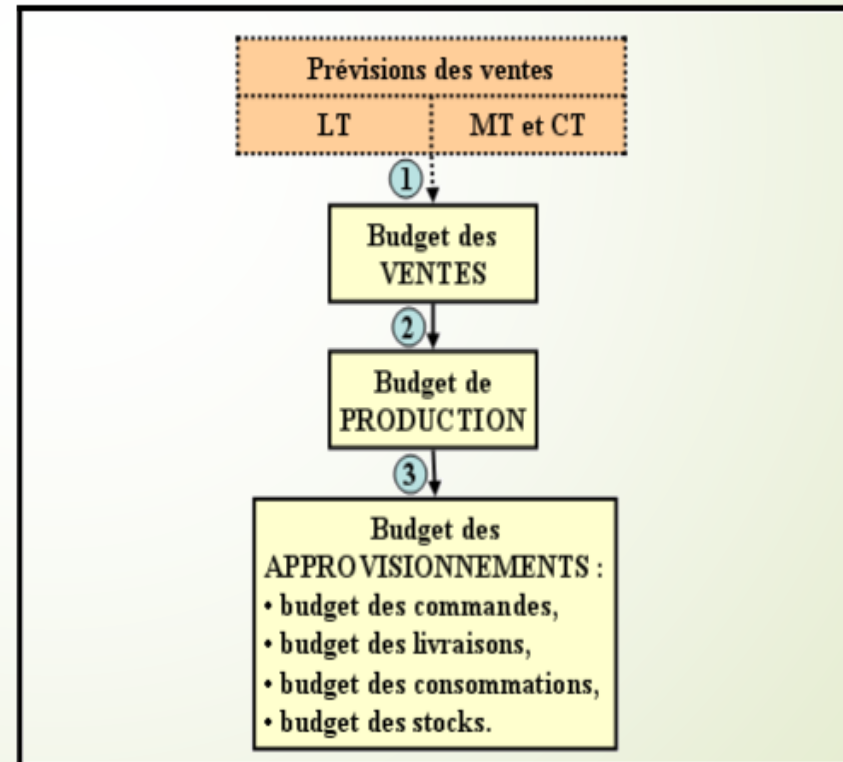 Prévisions des ventes
LT MT et CT
1
Budget des
VENTES
2
Budget de
PRODUCTION
3
Budget des
APPROVISIONNEMENTS :
• budget des commandes,
• budget des livraisons,
• budget des consommations,
• budget des stocks.